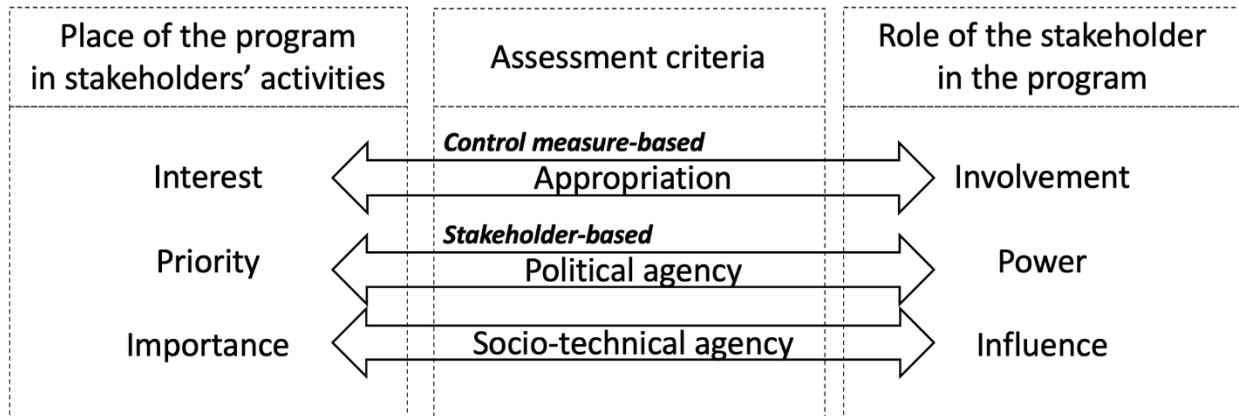 Place of the program
in stakeholders’ activities
Assessment criteria
Role of the stakeholder
in the program
Control measure-based
Interest
Appropriation
Involvement
Stakeholder-based
Priority
Political agency
Power
Importance
Socio-technical agency
Influence